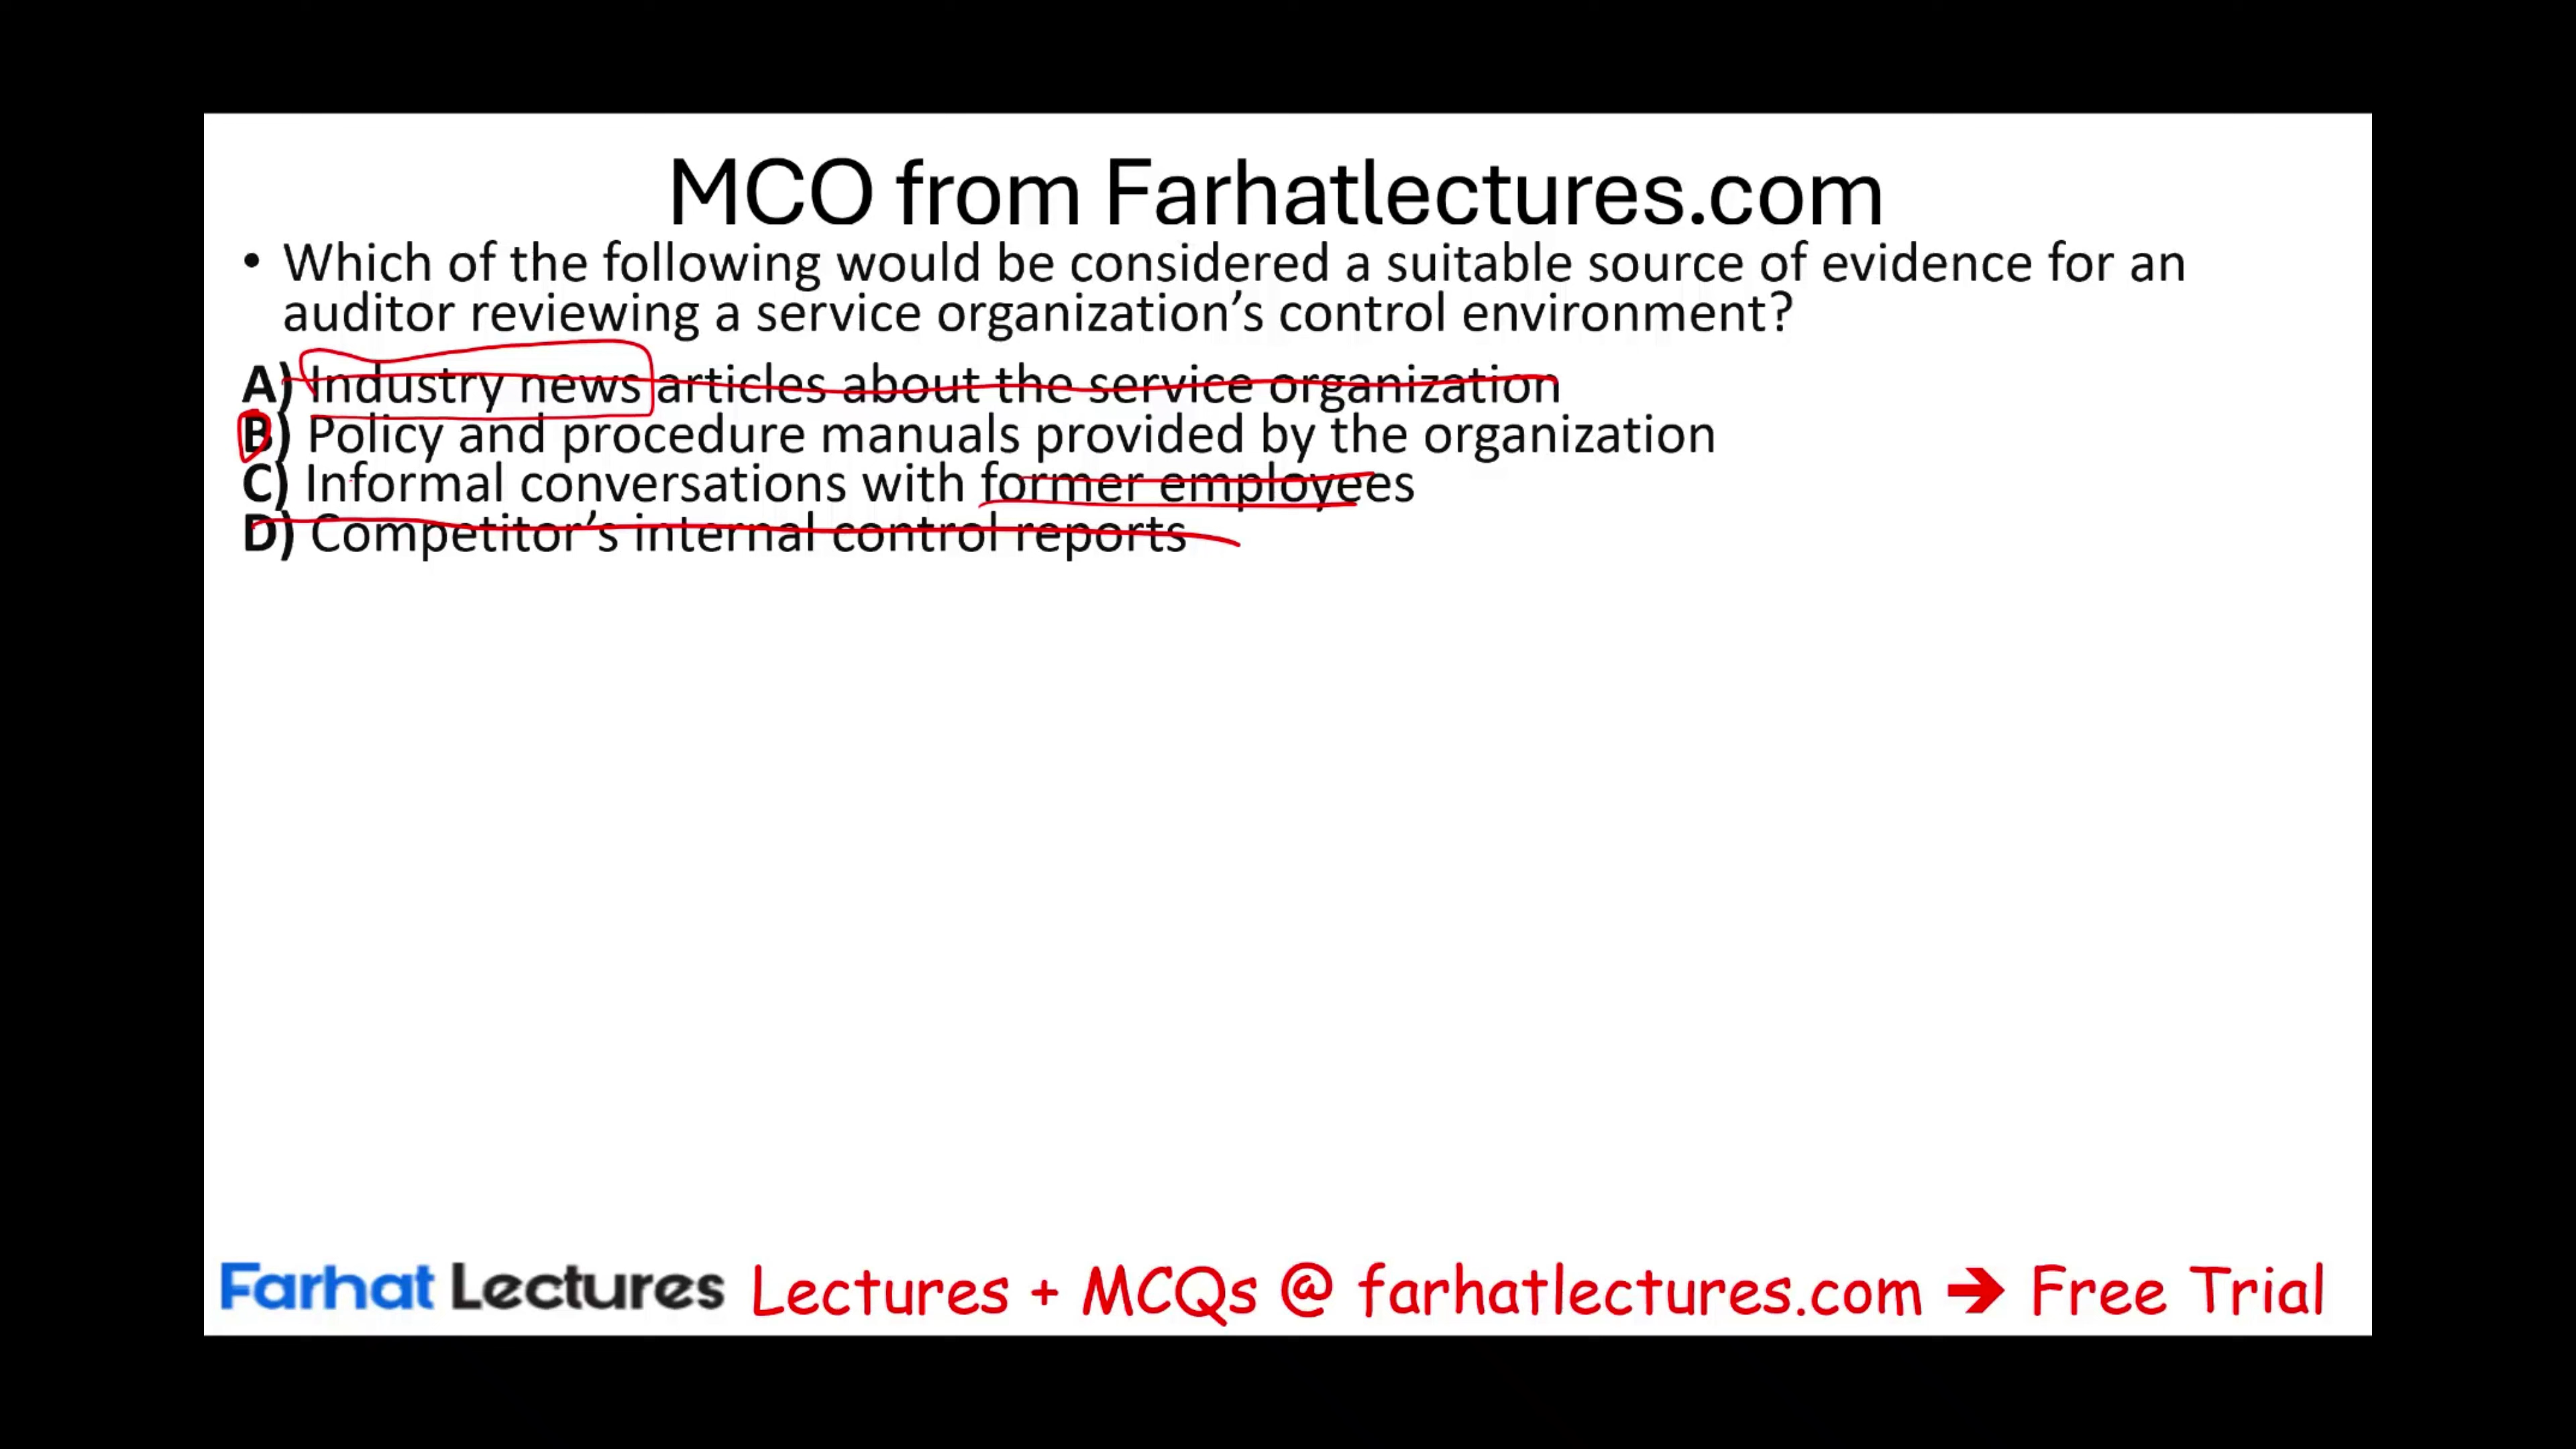 MCO from Farhatlectures.com
• Which of the following would be considered a suitable source of evidence for an
auditor reviewing a service organization’s control environment?
A) Industry news articles about the service organization
B) Policy and procedure manuals provided by the organization
C) Informal conversations with former employees
D) Competitor’s internal control reports
Farhat Lectures Lectures + MCQs @ farhatlectures.com ➔ Free Trial